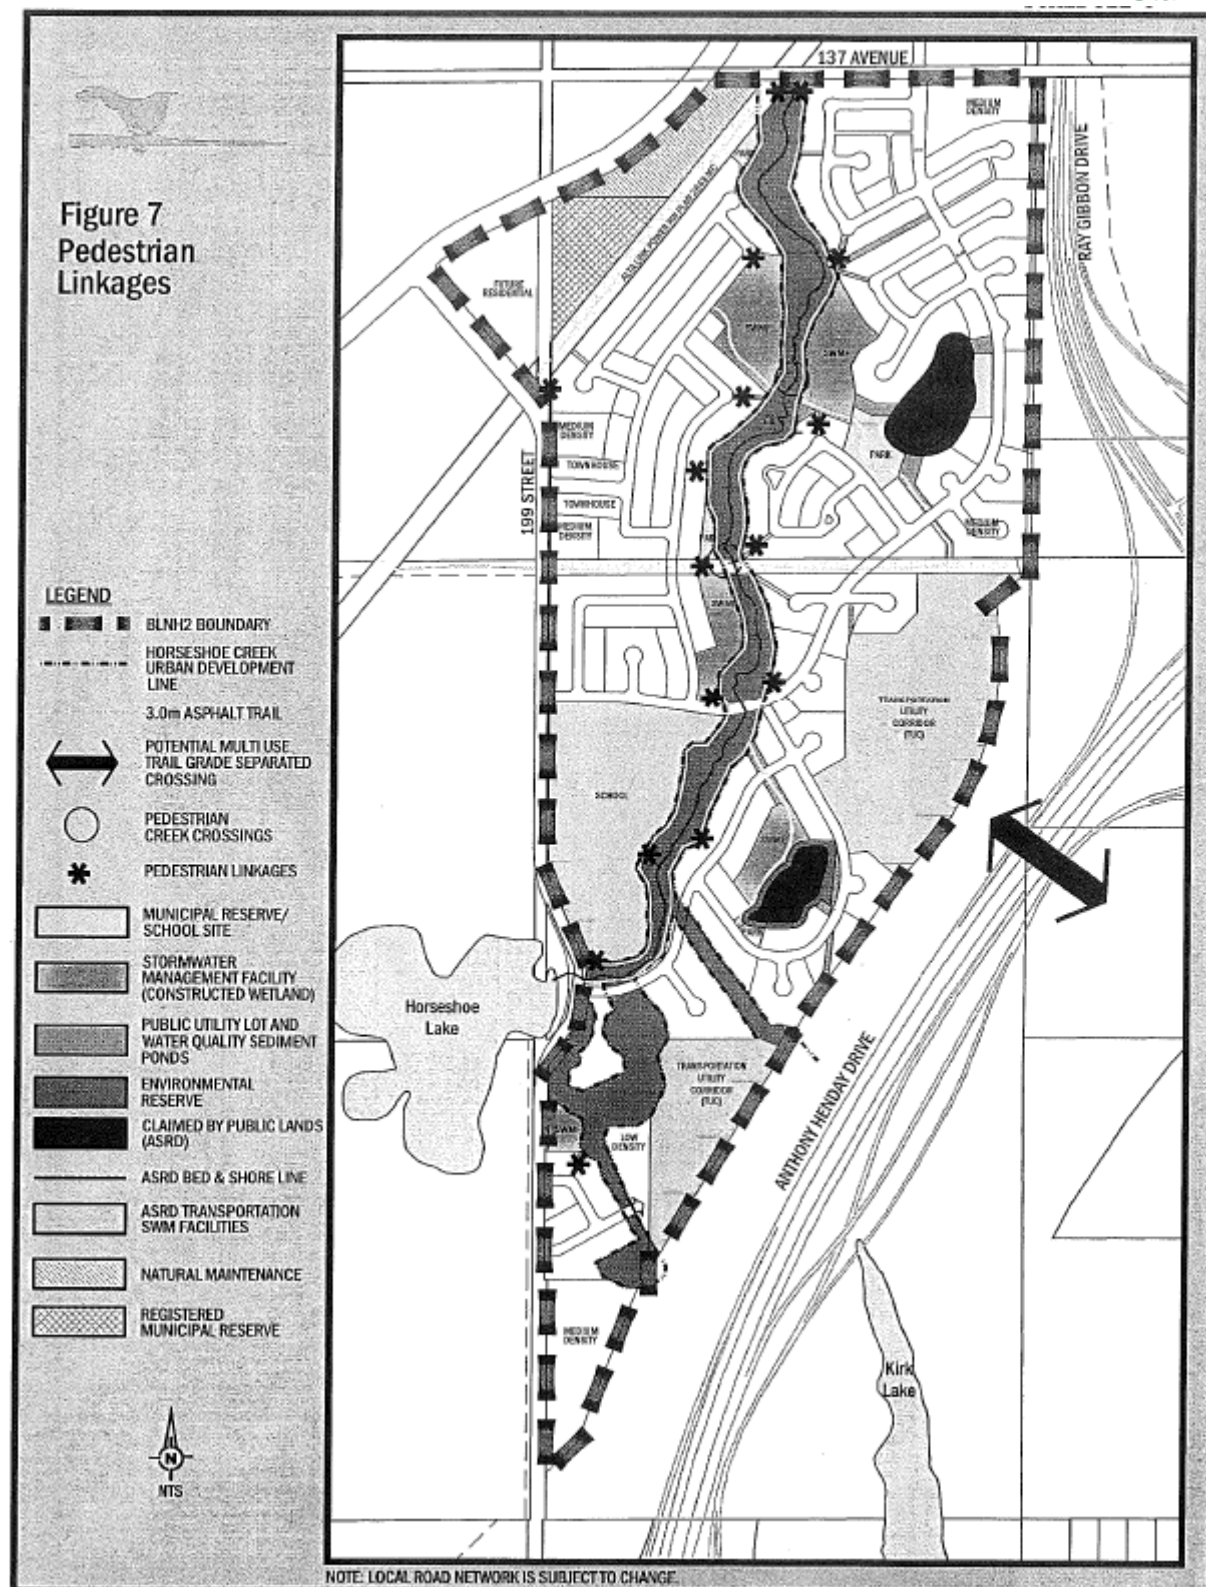 Figure 7
Pedestrian
Linkages
LEGEND
BLNH2 BOUNDARY
HORSESHOE CREEK
URBAN DEVELOPMENT
LINE
3.0m ASPHALT TRAIL
POTENTIAL MULTI USE
TRAIL GRADE SEPARATED
CROSSING
PEDESTRIAN
CREEK CROSSINGS
PEDESTRIAN LINKAGES
MUNICIPAL RESERVE/
SCHOOL SITE
STORMWATER
MANAGEMENT FACILITY
(CONSTRUCTED WETLAND)
PUBLIC UTILITY LOT AND
WATER QUALITY SEDIMENT
PONDS
ENVIRONMENTAL
RESERVE
CLAIMED BY PUBLIC LANDS
(ASRD)
ASRD BED & SHORE LINE
ASRD TRANSPORTATION
SWM FACILITIES
NATURAL MAINTENANCE
REGISTERED
MUNICIPAL RESERVE
N
NTS
137 AVENUE
MEDIUM
DENSITY
RAY GIBBON DRIVE
FUTURE
RESIDENTIAL
SWMF
SWMF
MEDIUM
DENSITY
TOWNHOUSE
199 STREET
TOWNHOUSE
MEDIUM
DENSITY
PARK
MEDIUM
DENSITY
SWMF
TRANSPORTATION
UTILITY
CORRIDOR
(TUC)
SCHOOL
SWMF
Horseshoe
Lake
TRANSPORTATION
UTILITY
CORRIDOR
(TUC)
SWMF
LOW
DENSITY
ANTHONY HENDAY DRIVE
MEDIUM
DENSITY
Kirk
Lake
NOTE: LOCAL ROAD NETWORK IS SUBJECT TO CHANGE.